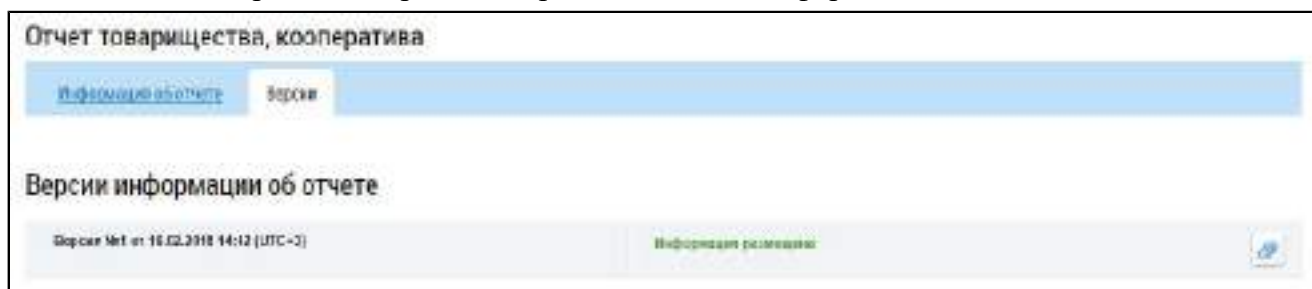 Отчет товарищества, кооператива
Информация об отчете Версии
Версии информации об отчете
Версия №1 от 16.02.2018 14:42 (UTC+3) Информация размещена